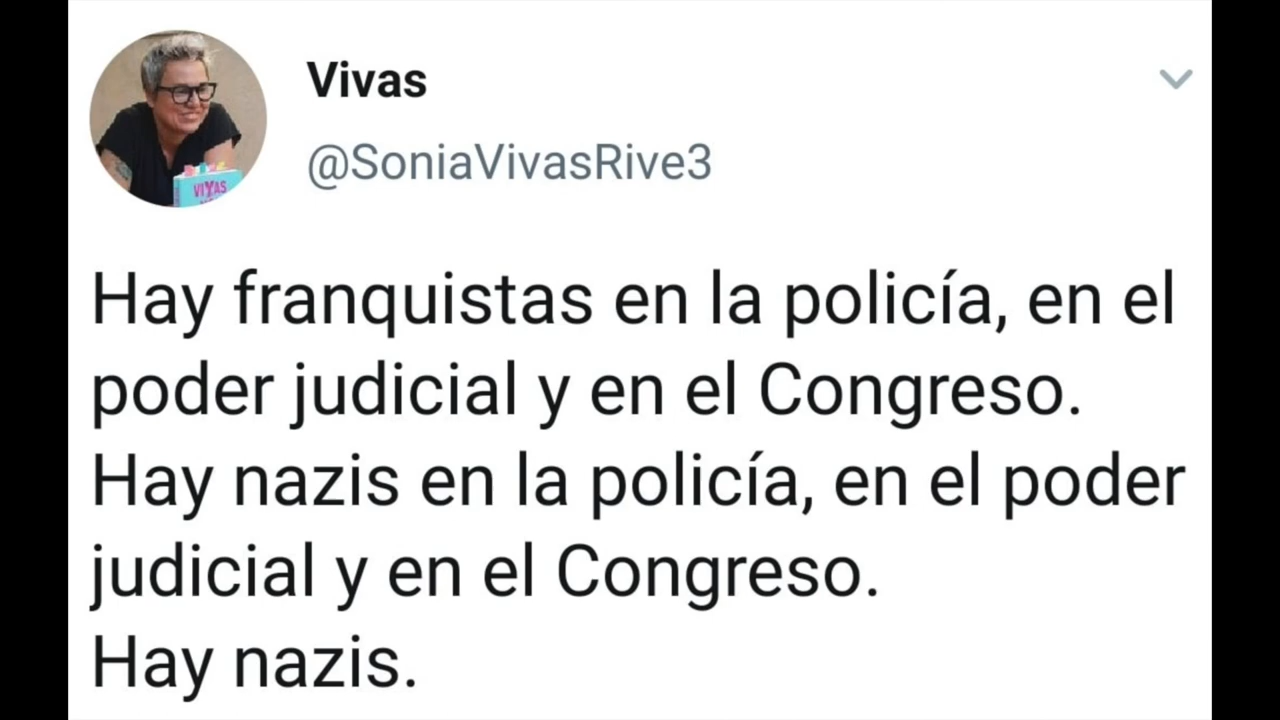 Vivas
@SoniaVivasRive3
VIVAS
Hay franquistas en la policía, en el
poder judicial y en el Congreso.
Hay nazis en la policía, en el poder
judicial y en el Congreso.
Hay nazis.